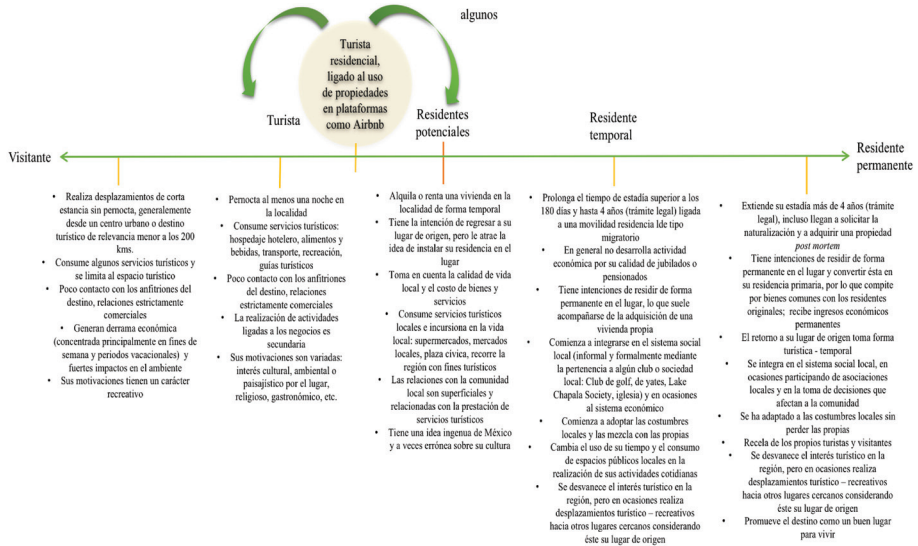 algunos
Turista
residencial,
ligado al uso
de propiedades
en plataformas
como Airbnb
Visitante
Turista
Residentes
potenciales
Residente
temporal
Residente
permanente
• Realiza desplazamientos de corta
estancia sin pernocta, generalmente
desde un centro urbano o destino
turístico de relevancia menor a los 200
kms.
• Consume algunos servicios turísticos y
se limita al espacio turístico
• Poco contacto con los anfitriones del
destino, relaciones estrictamente
comerciales
• Generan derrama económica
(concentrada principalmente en fines de
semana y periodos vacacionales) y
fuertes impactos en el ambiente
• Sus motivaciones tienen un carácter
recreativo
• Pernocta al menos una noche en
la localidad
• Consume servicios turísticos:
hospedaje hotelero, alimentos y
bebidas, transporte, recreación,
guías turísticos
• Poco contacto con los anfitriones
del destino, relaciones
estrictamente comerciales
• La realización de actividades
ligadas a los negocios es
secundaria
• Sus motivaciones son variadas:
interés cultural, ambiental o
paisajístico por el lugar,
religioso, gastronómico, etc.
• Alquila o renta una vivienda en la
localidad de forma temporal
• Tiene la intención de regresar a su
lugar de origen, pero le atrae la
idea de instalar su residencia en el
lugar
• Toma en cuenta la calidad de vida
local y el costo de bienes y
servicios
• Consume servicios turísticos
locales e incursiona en la vida
local: supermercados, mercados
locales, plaza cívica, recorre la
región con fines turísticos
• Las relaciones con la comunidad
local son superficiales y
relacionadas con la prestación de
servicios turísticos
• Tiene una idea ingenua de México
y a veces errónea sobre su cultura
• Prolonga el tiempo de estadía superior a los
180 días y hasta 4 años (trámite legal) ligada
a una movilidad residencia lde tipo
migratorio
• En general no desarrolla actividad
económica por su calidad de jubilados o
pensionados
• Tiene intenciones de residir de forma
permanente en el lugar, lo que suele
acompañarse de la adquisición de una
vivienda propia
• Comienza a integrarse en el sistema social
local (informal y formalmente mediante
la pertenencia a algún club o sociedad
local: Club de golf, de yates, Lake
Chapala Society, iglesia) y en ocasiones
al sistema económico
• Comienza a adoptar las costumbres
locales y las mezcla con las propias
• Cambia el uso de su tiempo y el consumo
de espacios públicos locales en la
realización de sus actividades cotidianas
• Se desvanece el interés turístico en la
región, pero en ocasiones realiza
desplazamientos turístico – recreativos
hacia otros lugares cercanos considerando
éste su lugar de origen
• Extiende su estadía más de 4 años (trámite
legal), incluso llegan a solicitar la
naturalización y a adquirir una propiedad
post mortem
• Tiene intenciones de residir de forma
permanente en el lugar y convertir ésta en
su residencia primaria, por lo que compite
por bienes comunes con los residentes
originales; recibe ingresos económicos
permanentes
• El retorno a su lugar de origen toma forma
turística - temporal
• Se integra en el sistema social local, en
ocasiones participando de asociaciones
locales y en la toma de decisiones que
afectan a la comunidad
• Se ha adaptado a las costumbres locales sin
perder las propias
• Recela de los propios turistas y visitantes
• Se desvanece el interés turístico en la
región, pero en ocasiones realiza
desplazamientos turístico – recreativos
hacia otros lugares cercanos considerando
éste su lugar de origen
• Promueve el destino como un buen lugar
para vivir